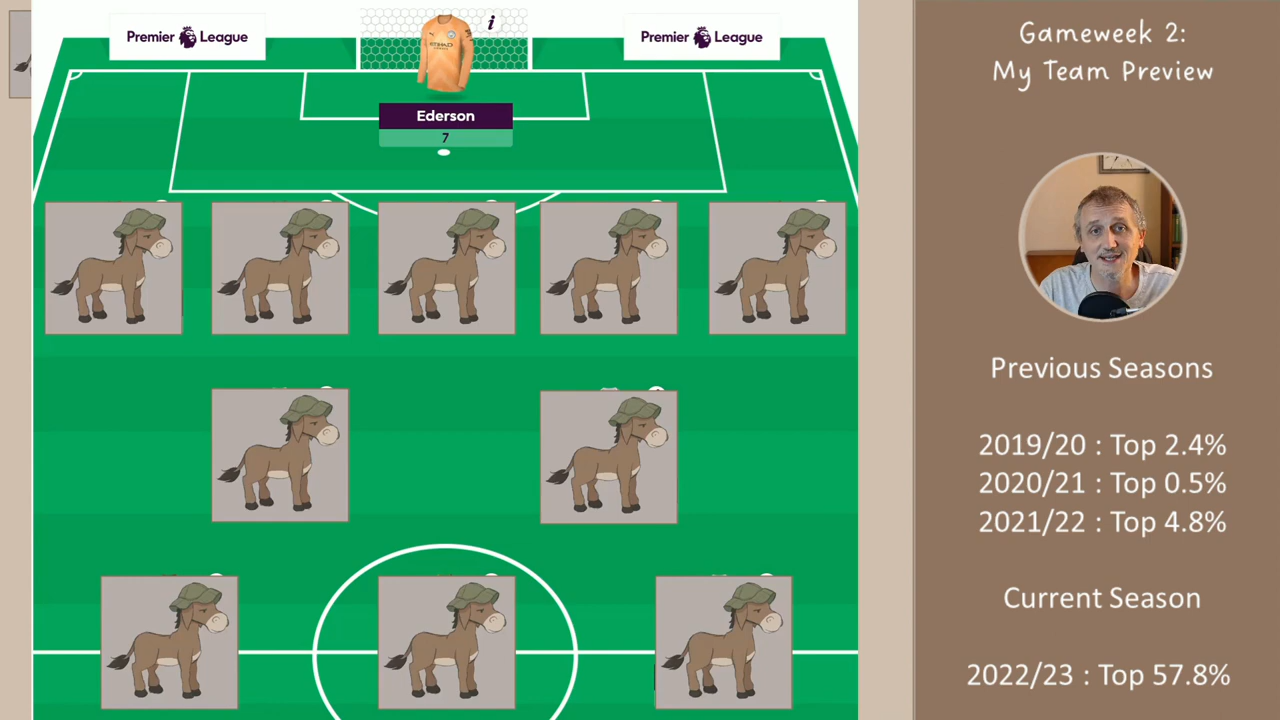 Premier League
i
Premier League
ETIHAD
Ederson
7
Gameweek 2:
My Team Preview
Previous Seasons
2019/20 : Top 2.4%
2020/21 : Top 0.5%
2021/22 : Top 4.8%
Current Season
2022/23 : Top 57.8%